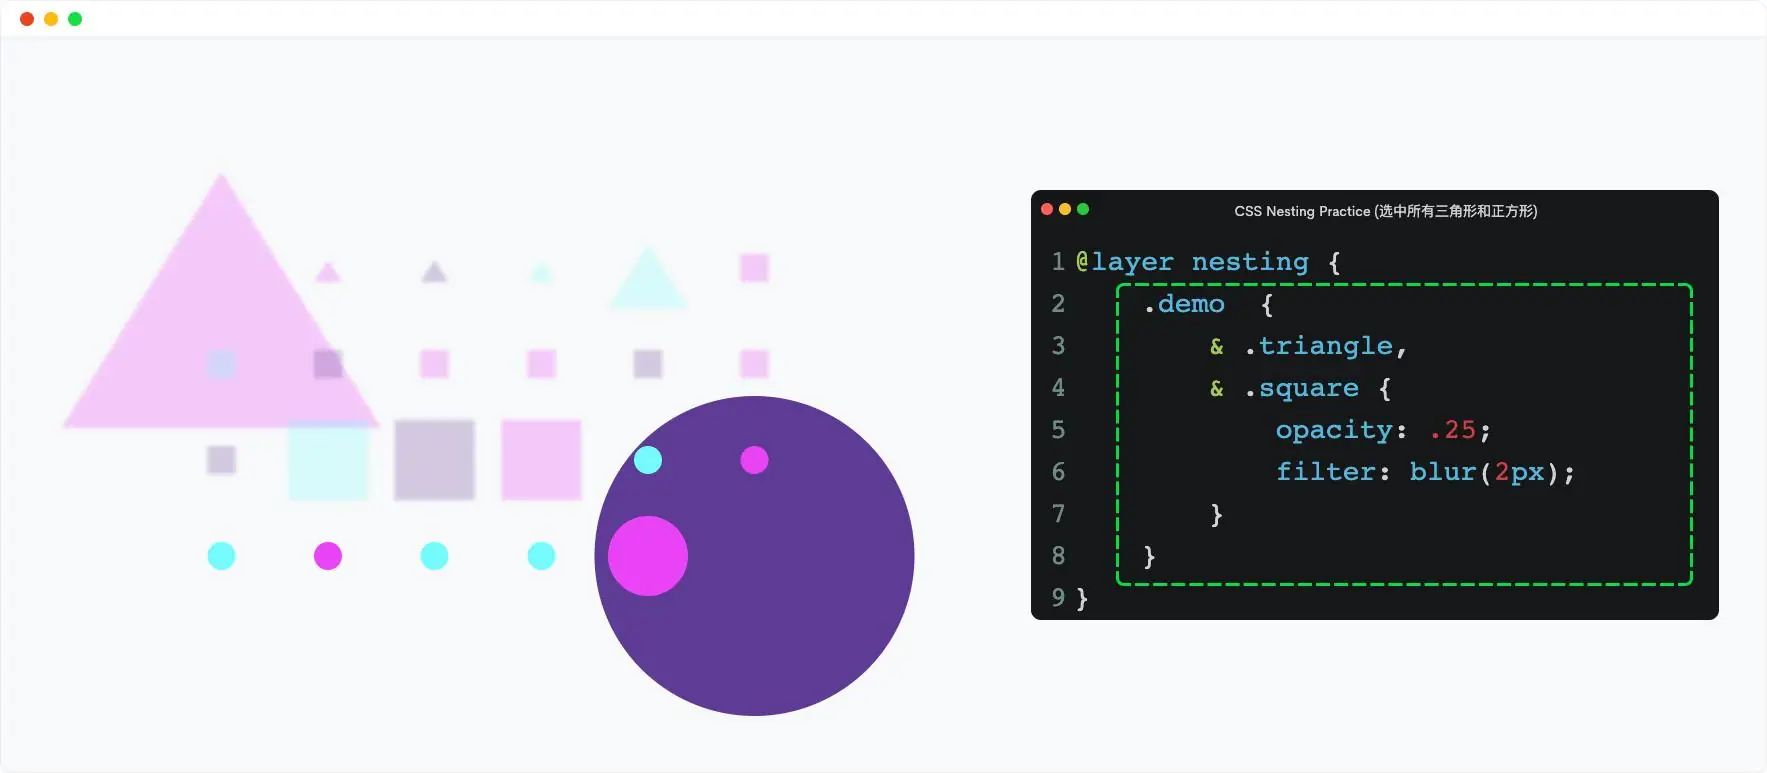 CSS Nesting Practice (选中所有三角形和正方形)
1 @layer nesting {
2 .demo {
3 & .triangle,
4 & .square {
5 opacity: .25;
6 filter: blur(2px);
7 }
8 }
9 }